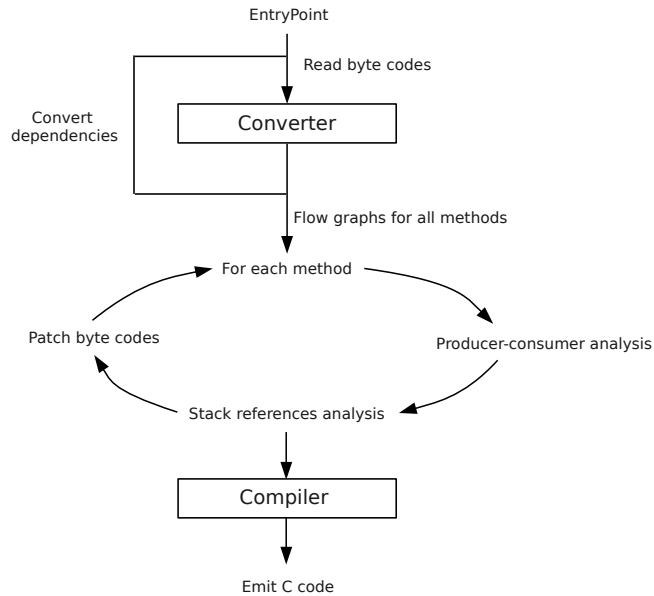 EntryPoint
Read byte codes
Convert
dependencies
Converter
Flow graphs for all methods
For each method
Patch byte codes
Producer-consumer analysis
Stack references analysis
Compiler
Emit C code